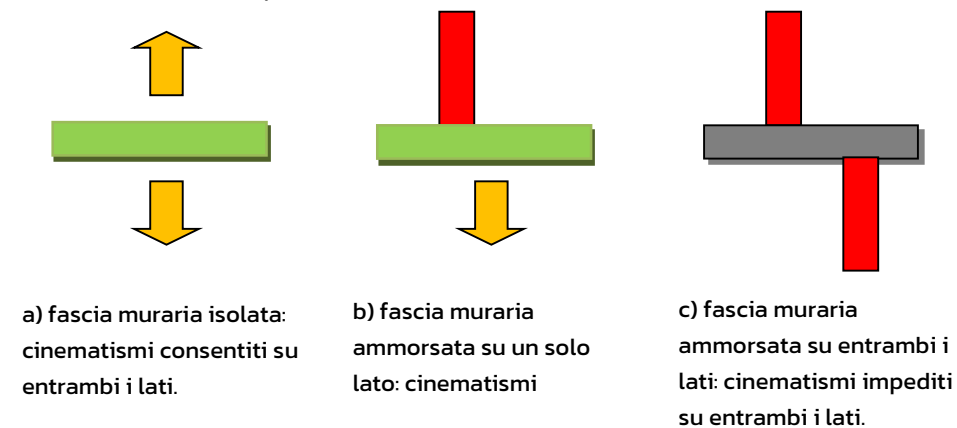 a) fascia muraria isolata:
cinematismi consentiti su
entrambi i lati.
b) fascia muraria
ammorsata su un solo
lato: cinematismi
c) fascia muraria
ammorsata su entrambi i
lati: cinematismi impediti
su entrambi i lati.